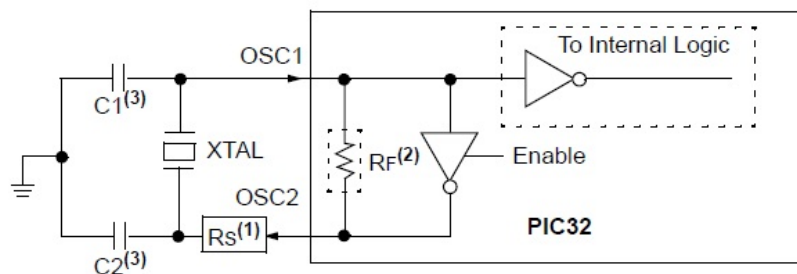 To Internal Logic
OSC1
C1(3)
XTAL
RF(2)
Enable
OSC2
Rs(1)
PIC32
C2(3)